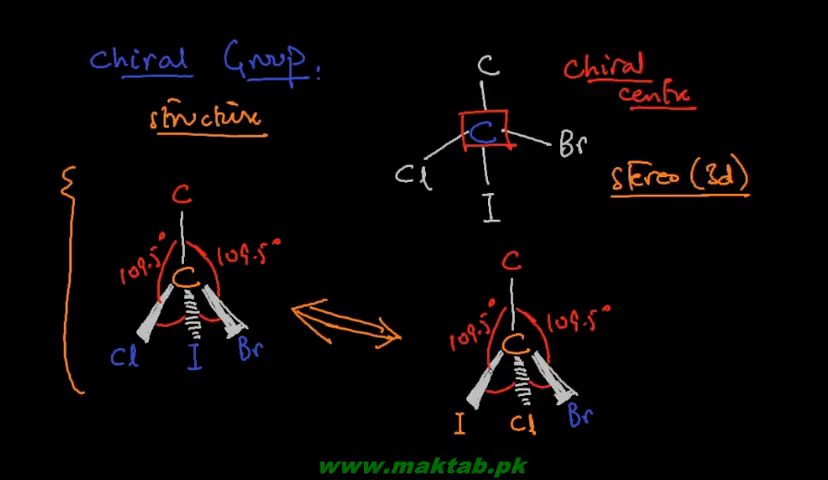 Chiral Group.
structure
chiral
centre
stereo (3d)
C
C
Cl
Br
I
C
109.5°
109.5°
C
Cl
I
Br
C
109.5°
109.5°
C
I
Cl
Br
www.maktab.pk